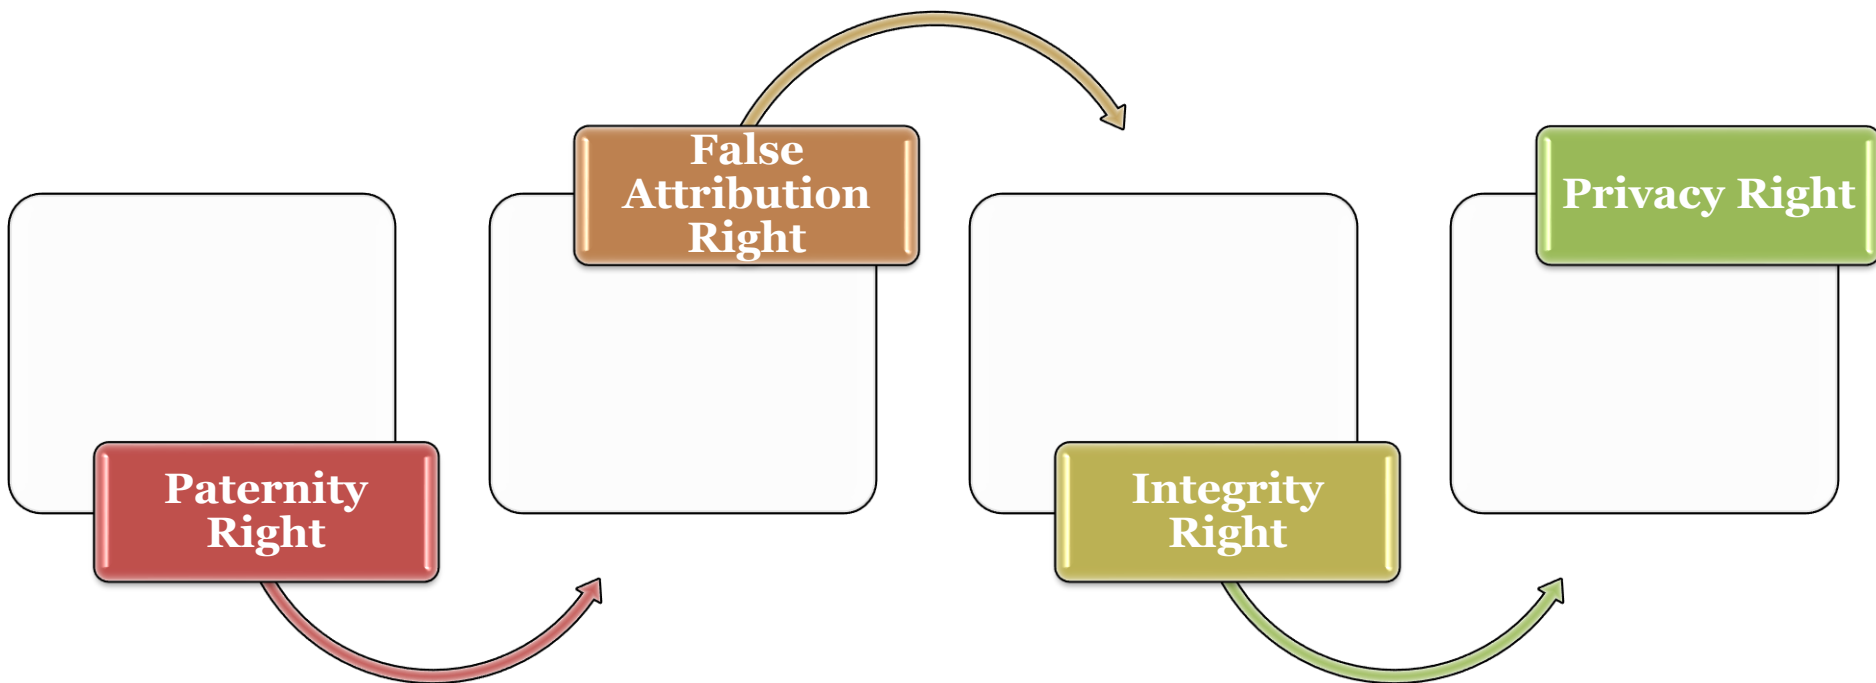 Paternity
Right
False
Attribution
Right
Integrity
Right
Privacy Right